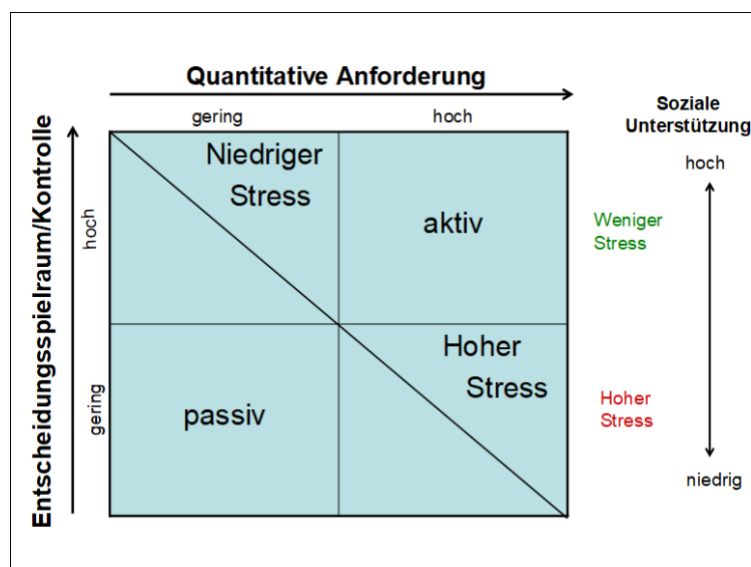 Quantitative Anforderung
gering
hoch
Soziale
Unterstützung
Entscheidungsspielraum/Kontrolle
hoch
gering
Niedriger
Stress
aktiv
passiv
Hoher
Stress
hoch
Weniger
Stress
Hoher
Stress
niedrig